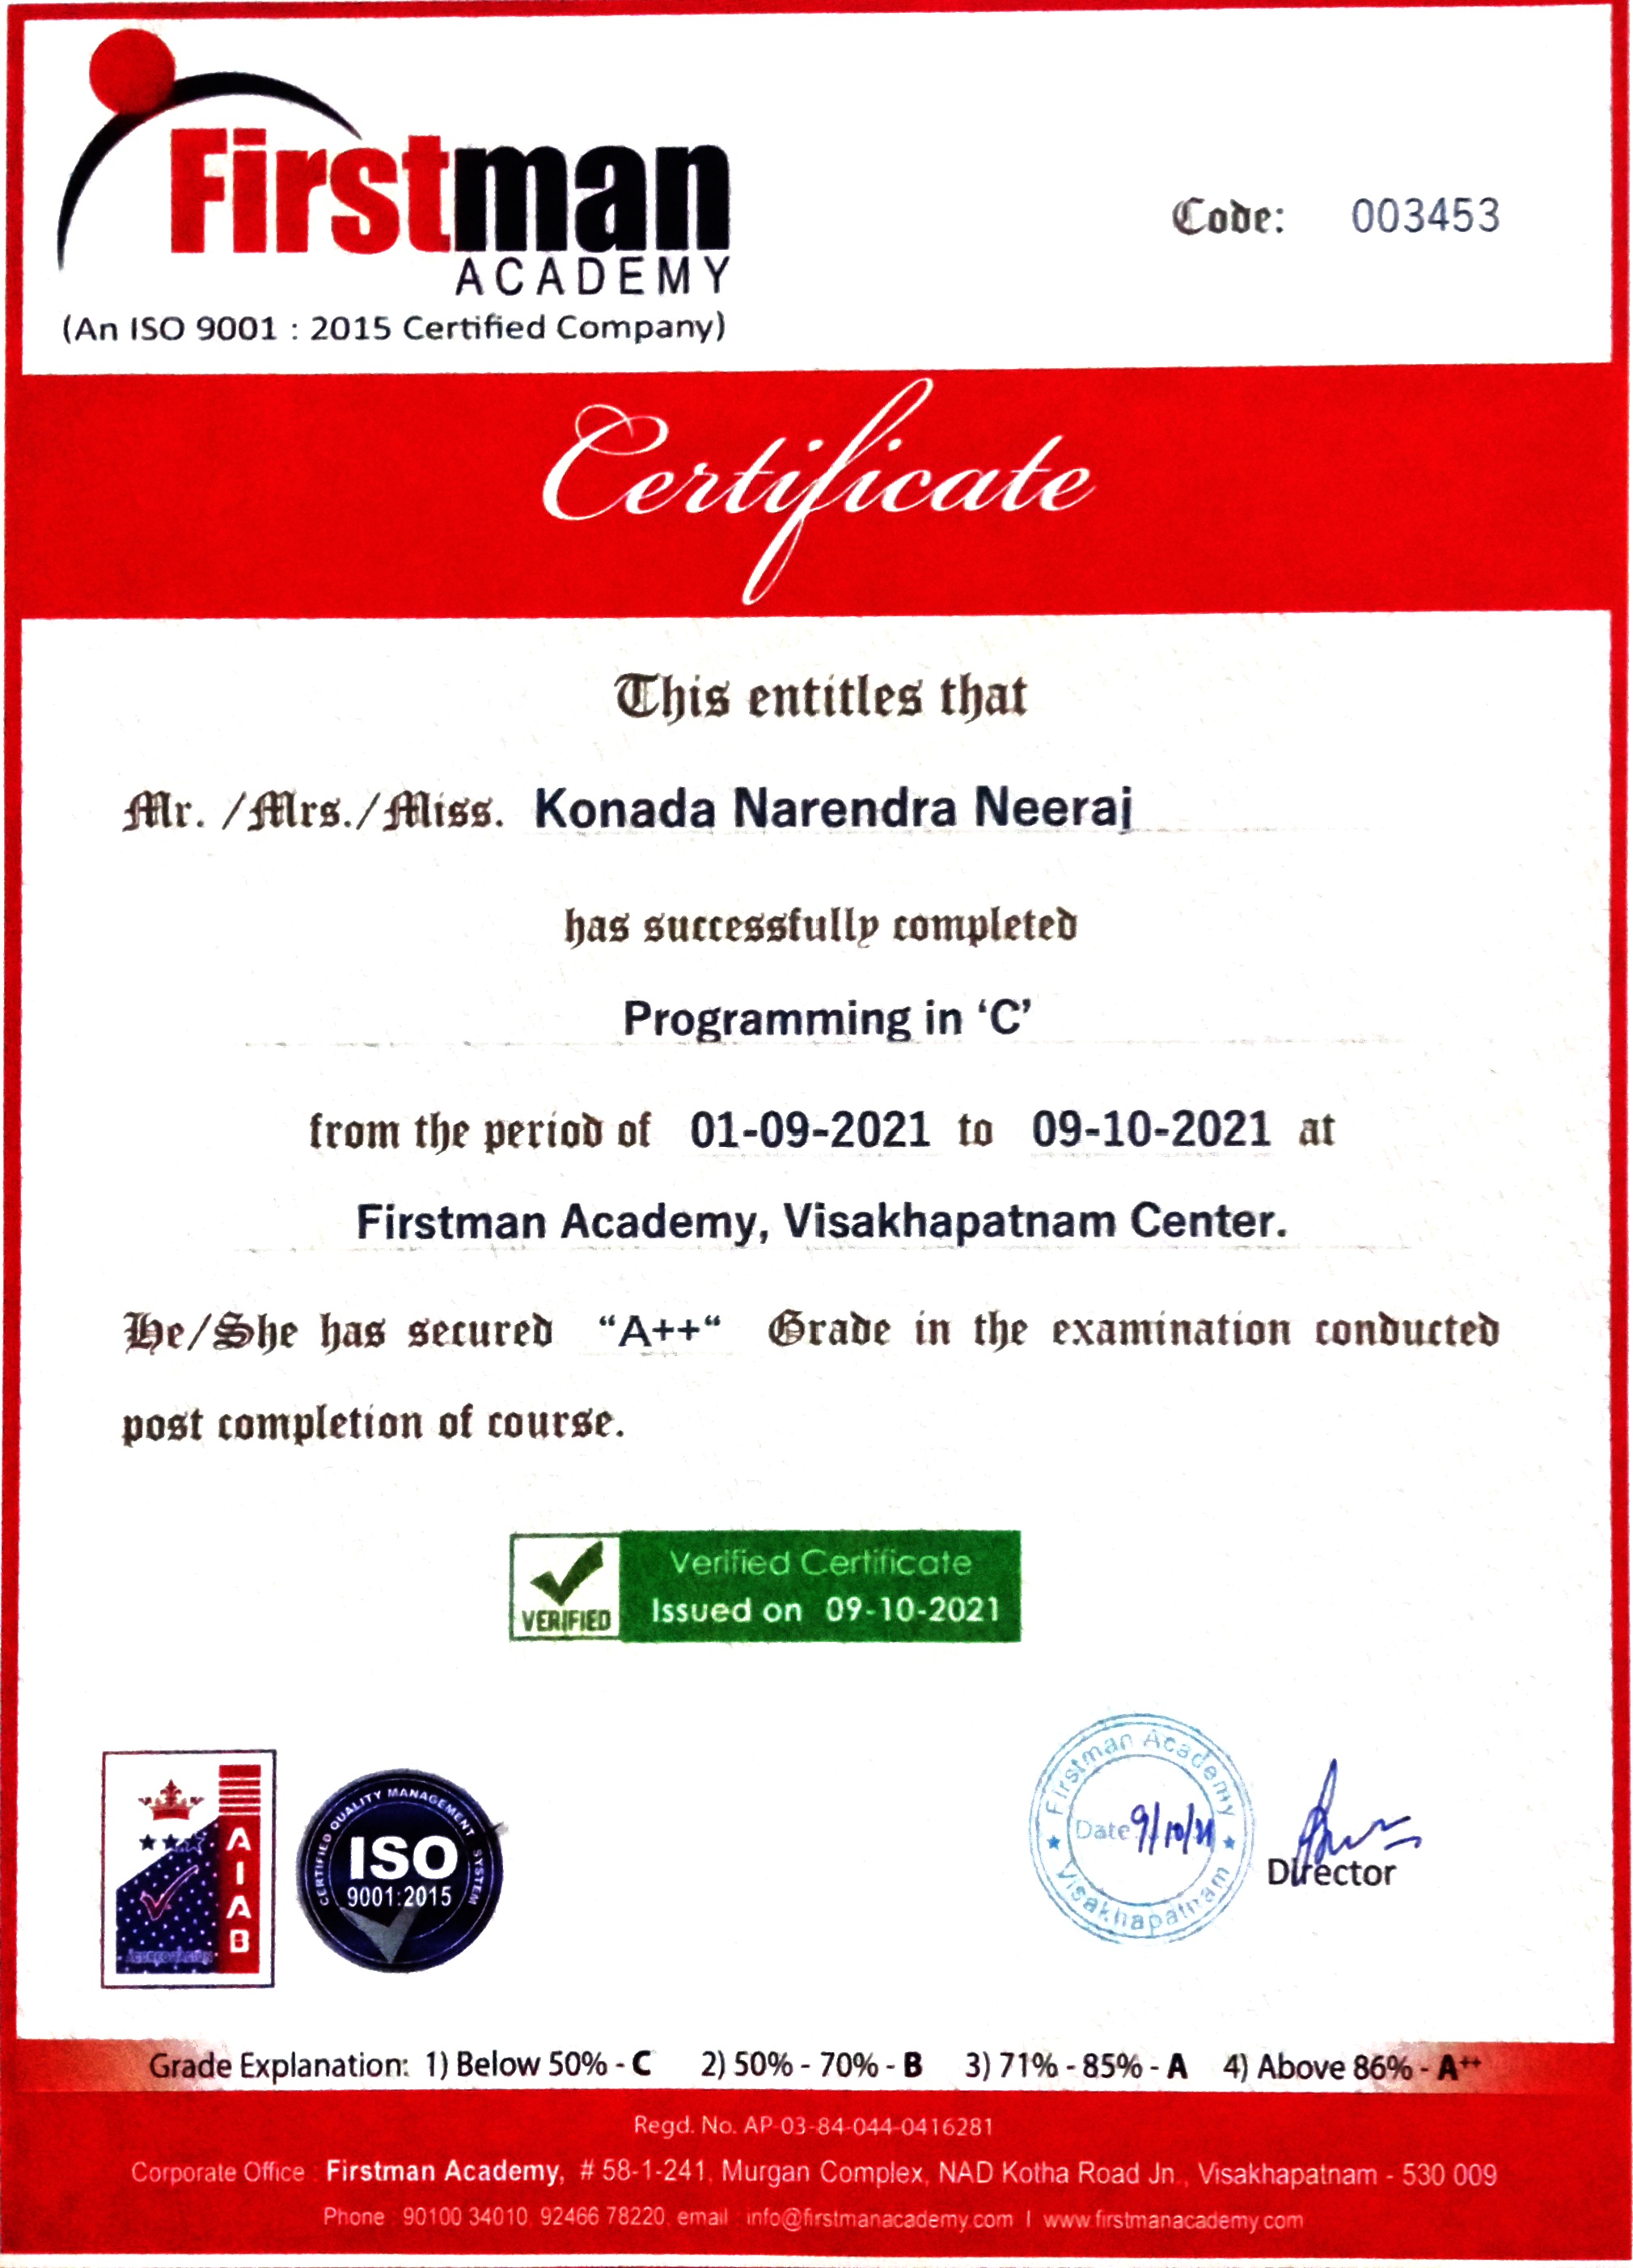 Firstman
ACADEMY
(An ISO 9001 : 2015 Certified Company)
Code: 003453
Certificate
This entitles that
Mr. /Mrs./Miss. Konada Narendra Neeraj
has successfully completed
Programming in ‘C’
from the period of 01-09-2021 to 09-10-2021 at
Firstman Academy, Visakhapatnam Center.
He/She has secured “A++“ Grade in the examination conducted
post completion of course.
Verified Certificate
VERIFIED
Issued on 09-10-2021
AIAB
ACCREDITATION
CERTIFIED QUALITY MANAGEMENT SYSTEM
ISO
9001:2015
Firstman Academy
Date 9/10/21
Visakhapatnam
Director
Grade Explanation: 1) Below 50% - C 2) 50% - 70% - B 3) 71% - 85% - A 4) Above 86% - A++
Regd. No. AP-03-84-044-0416281
Corporate Office : Firstman Academy, # 58-1-241, Murgan Complex, NAD Kotha Road Jn., Visakhapatnam - 530 009
Phone : 90100 34010, 92466 78220, email : info@firstmanacademy.com I www.firstmanacademy.com